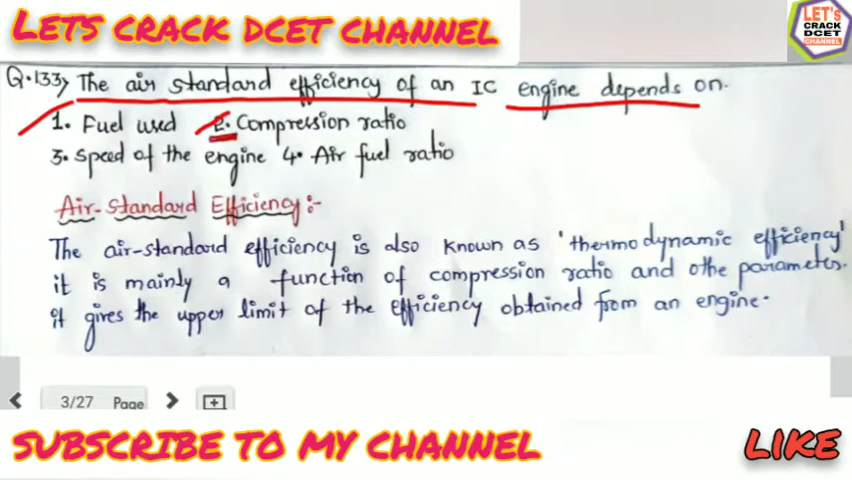 LETS CRACK DCET CHANNEL
LET'S
CRACK
DCET
CHANNEL
Q.133, The air standard efficiency of an IC engine depends on.
1. Fuel used 2. Compression ratio
3. Speed of the engine 4. Air fuel ratio
Air-Standard Efficiency:-
The air-standard efficiency is also known as 'thermodynamic efficiency'
it is mainly a function of compression ratio and othe parameter.
it gives the upper limit of the efficiency obtained from an engine.
3/27 Page
SUBSCRIBE TO MY CHANNEL
LIKE